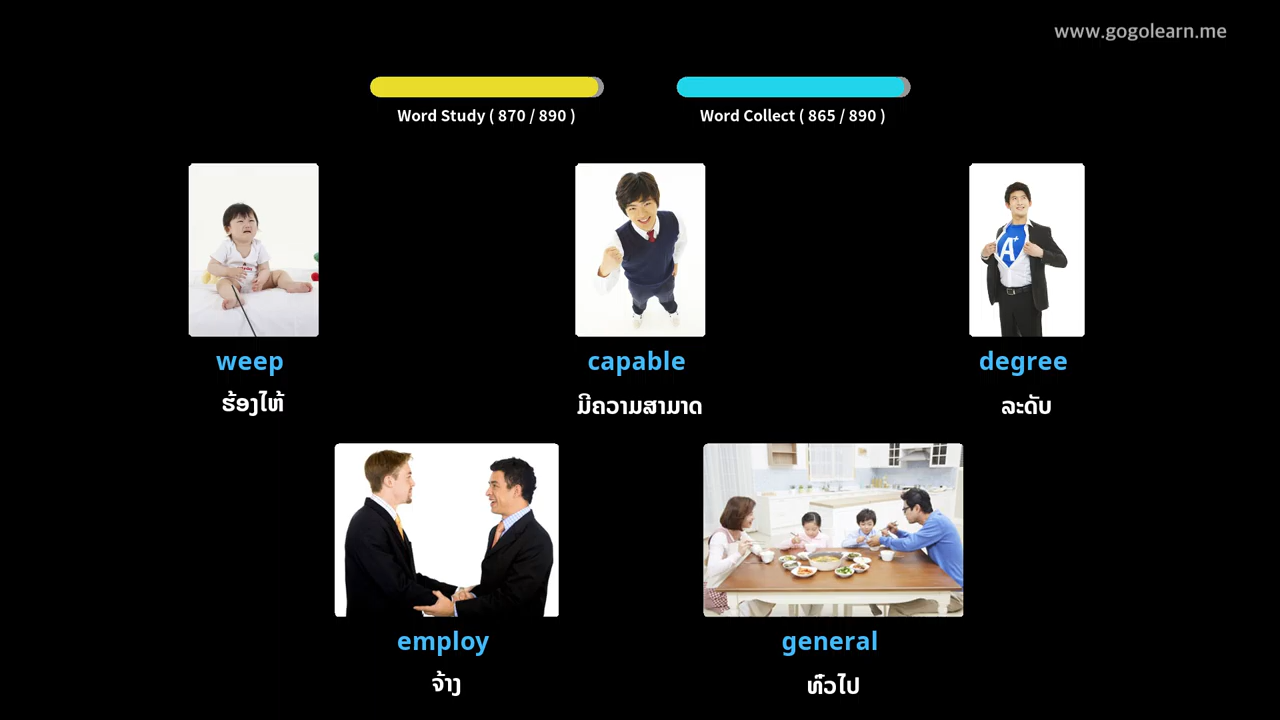 www.gogolearn.me
Word Study ( 870 / 890 )
Word Collect ( 865 / 890 )
A+
weep
capable
degree
ຮ້ອງໄຫ້
ມີຄວາມສາມາດ
ລະດັບ
employ
general
ຈ້າງ
ທົ່ວໄປ